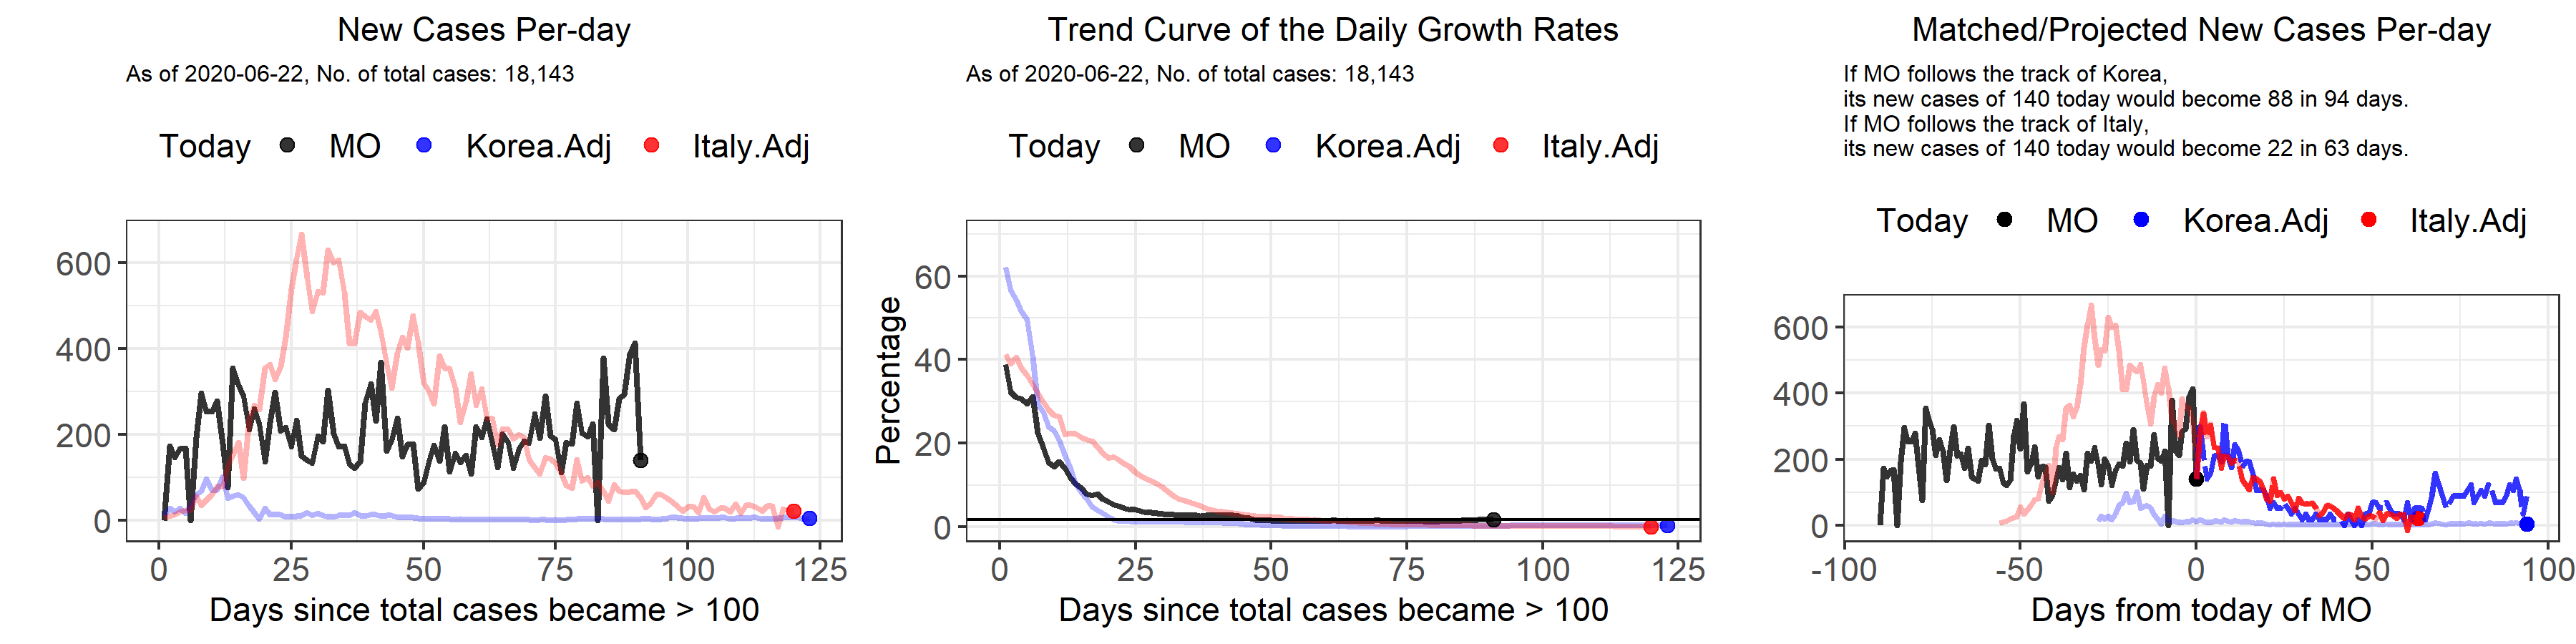 New Cases Per-day
As of 2020-06-22, No. of total cases: 18,143
Today MO Korea.Adj Italy.Adj
600
400
200
0
0 25 50 75 100 125
Days since total cases became > 100
Trend Curve of the Daily Growth Rates
As of 2020-06-22, No. of total cases: 18,143
Today MO Korea.Adj Italy.Adj
Percentage
60
40
20
0
0 25 50 75 100 125
Days since total cases became > 100
Matched/Projected New Cases Per-day
If MO follows the track of Korea,
its new cases of 140 today would become 88 in 94 days.
If MO follows the track of Italy,
its new cases of 140 today would become 22 in 63 days.
Today MO Korea.Adj Italy.Adj
600
400
200
0
-100 -50 0 50 100
Days from today of MO